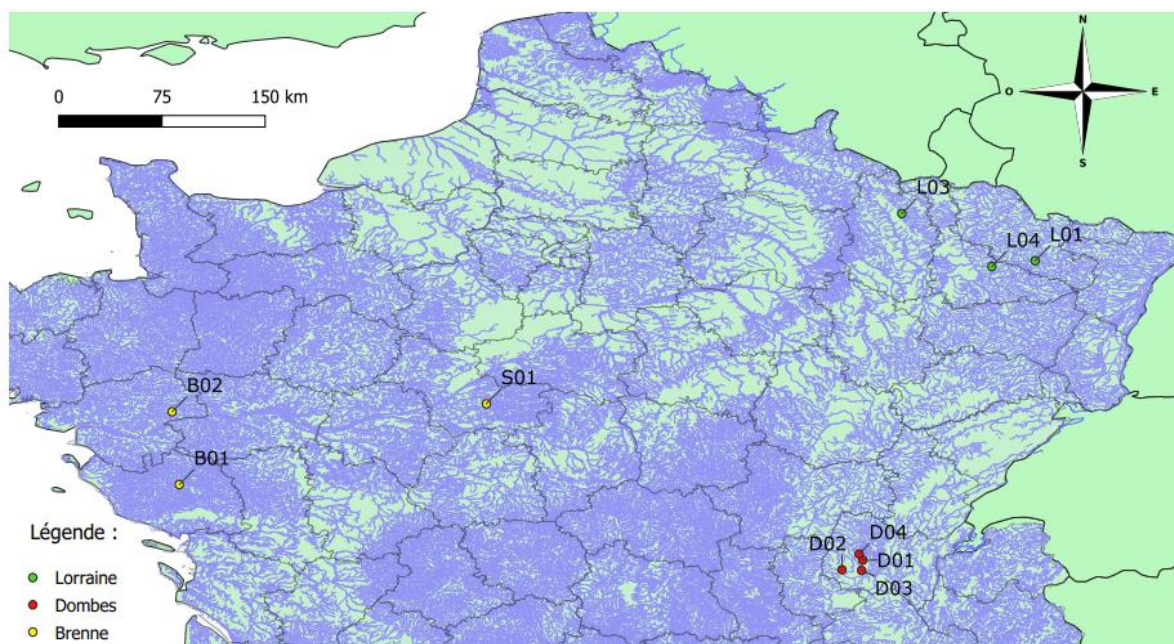 N
0 75 150 km
O E
S
L03
L04 L01
B02
S01
B01
Légende :
D04
D02 D01
Lorraine
D03
Dombes
Brenne